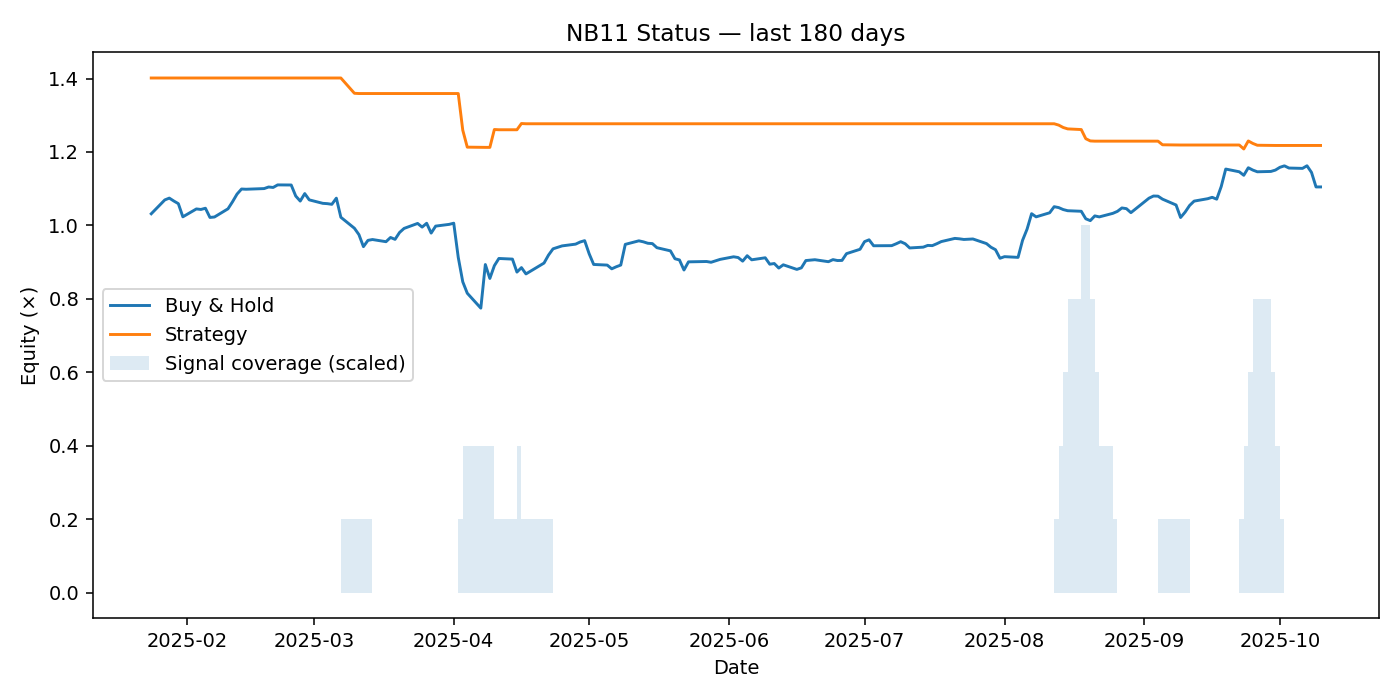 NB11 Status — last 180 days
Equity (×)
1.4
1.2
1.0
0.8
0.6
0.4
0.2
0.0
Buy & Hold
Strategy
Signal coverage (scaled)
2025-02 2025-03 2025-04 2025-05 2025-06 2025-07 2025-08 2025-09 2025-10
Date